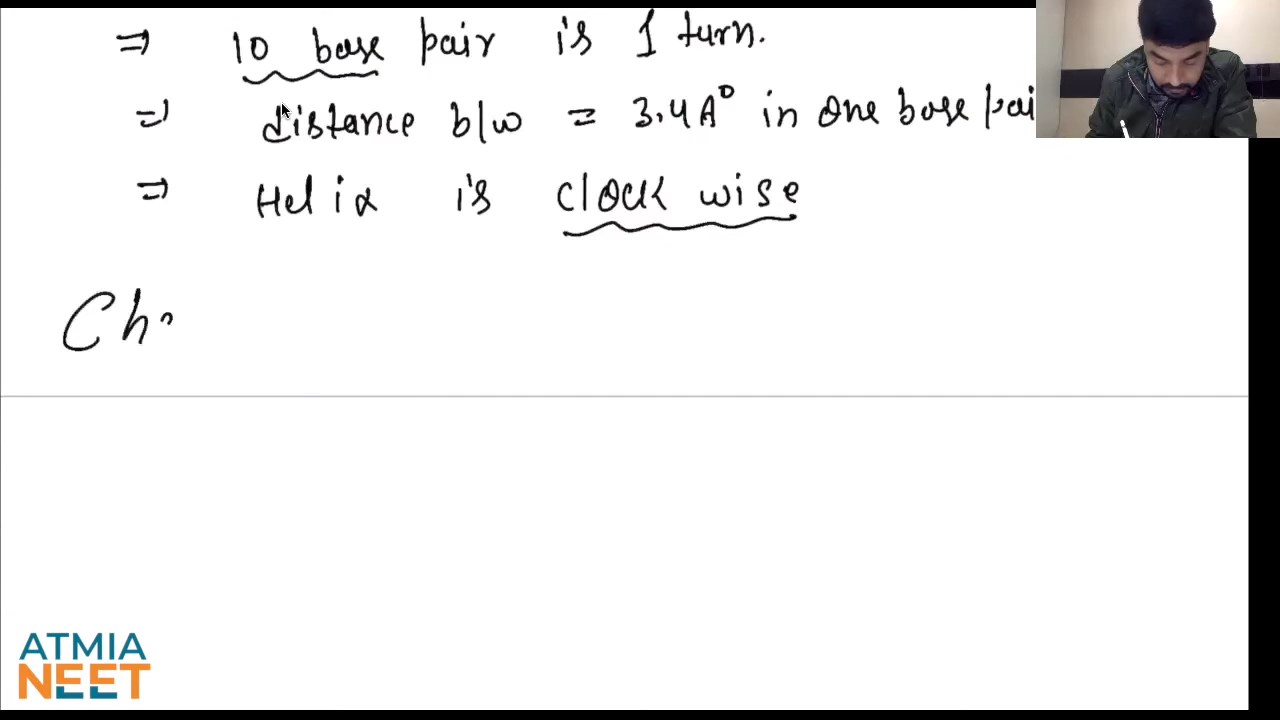 ⇒ 10 base pair is 1 turn.
⇒ distance b/w = 3.4A° in one base pai
⇒ Helix is clock wise
Ch
ATMIA
NEET